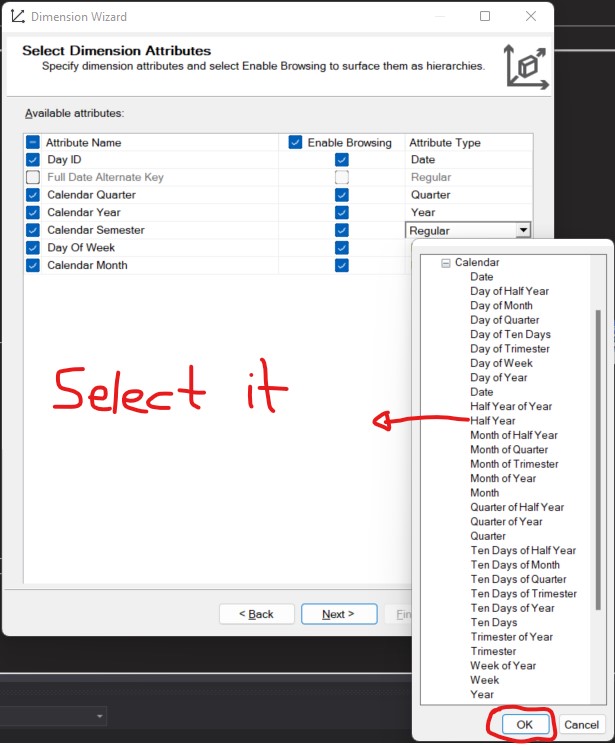 Dimension Wizard
Select Dimension Attributes
Specify dimension attributes and select Enable Browsing to surface them as hierarchies.
Available attributes:
Attribute Name Enable Browsing Attribute Type
Day ID Date
Full Date Alternate Key Regular
Calendar Quarter Quarter
Calendar Year Year
Calendar Semester Regular
Day Of Week
Calendar Month
Calendar
Date
Day of Half Year
Day of Month
Day of Quarter
Day of Ten Days
Day of Trimester
Day of Week
Day of Year
Date
Half Year of Year
Half Year
Month of Half Year
Month of Quarter
Month of Trimester
Month of Year
Month
Quarter of Half Year
Quarter of Year
Quarter
Ten Days of Half Year
Ten Days of Month
Ten Days of Quarter
Ten Days of Trimester
Ten Days of Year
Ten Days
Trimester of Year
Trimester
Week of Year
Week
Year
Select it
< Back Next > Fin
OK Cancel